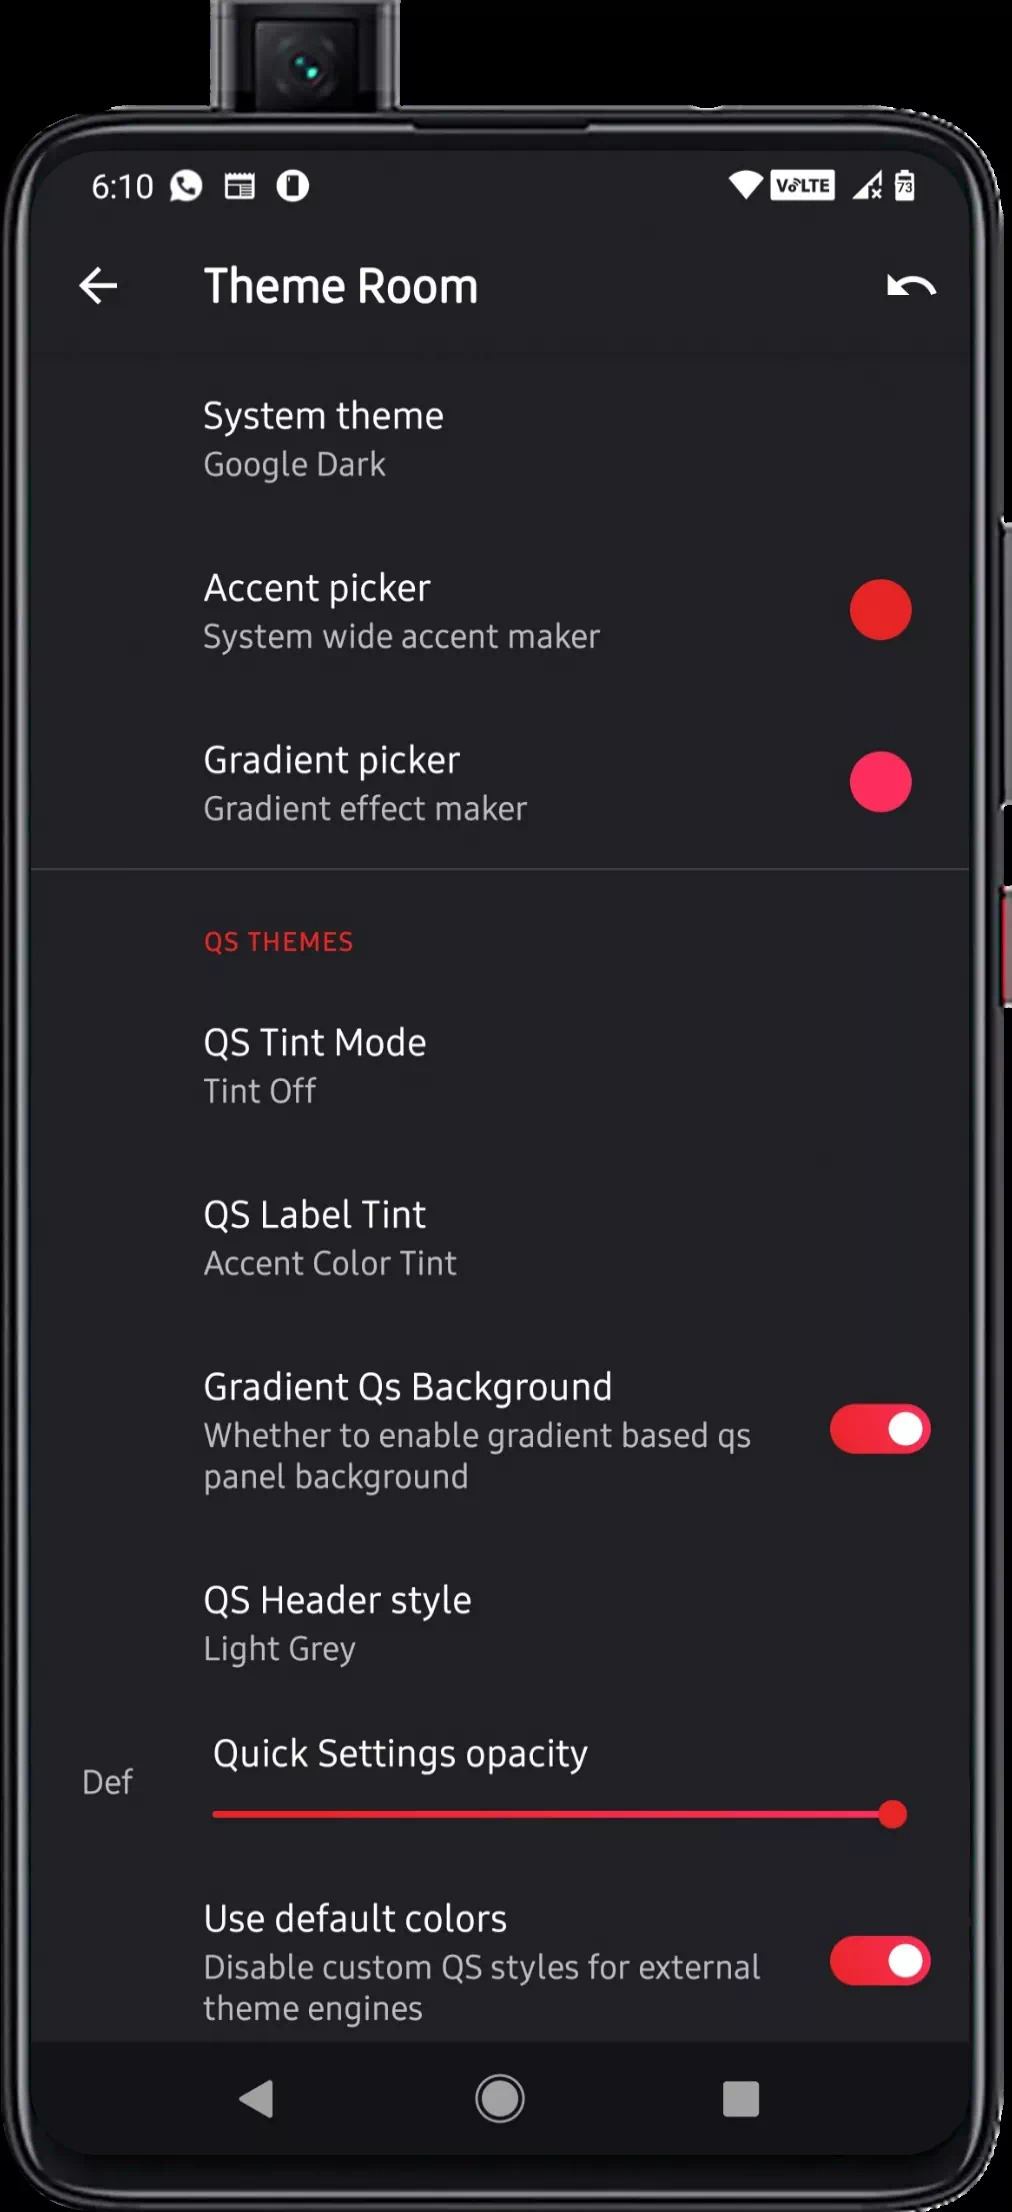 6:10 VoLTE 73
Theme Room
System theme
Google Dark
Accent picker
System wide accent maker
Gradient picker
Gradient effect maker
QS THEMES
QS Tint Mode
Tint Off
QS Label Tint
Accent Color Tint
Gradient Qs Background
Whether to enable gradient based qs
panel background
QS Header style
Light Grey
Quick Settings opacity
Def
Use default colors
Disable custom QS styles for external
theme engines